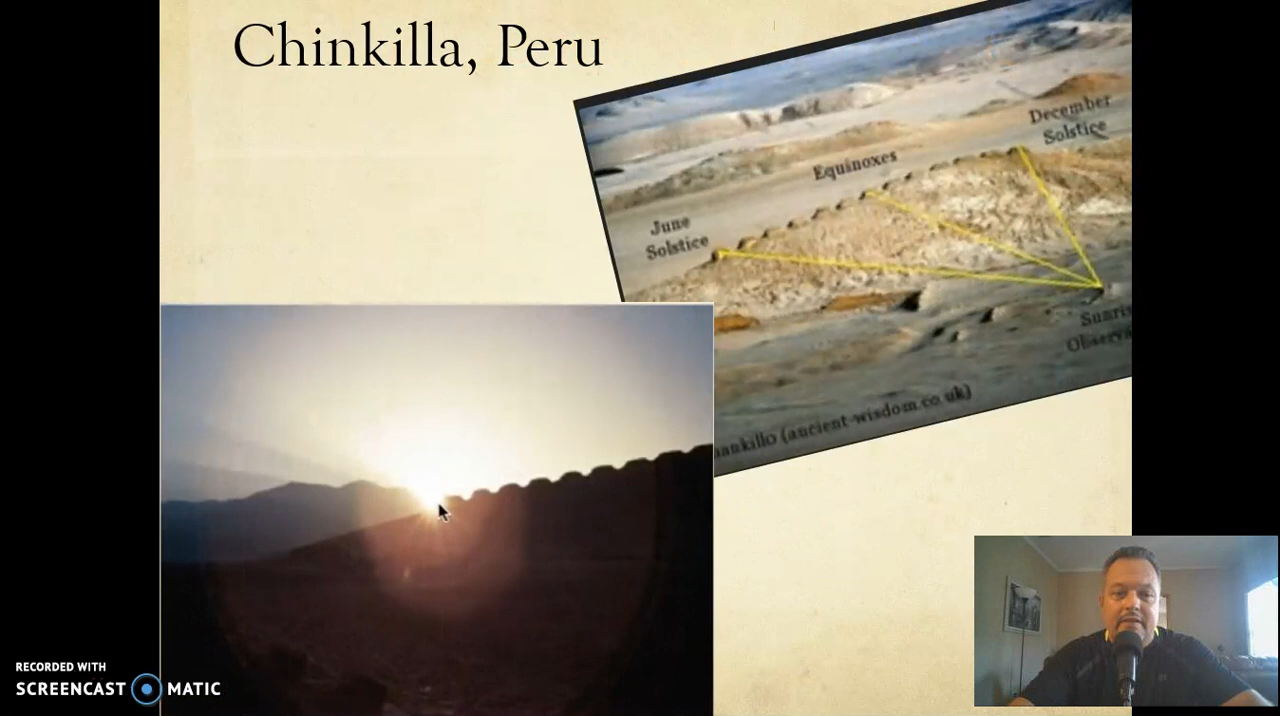 Chinkilla, Peru
December
Solstice
Equinoxes
June
Solstice
(ancient-wisdom.co.uk)
RECORDED WITH
SCREENCAST MATIC